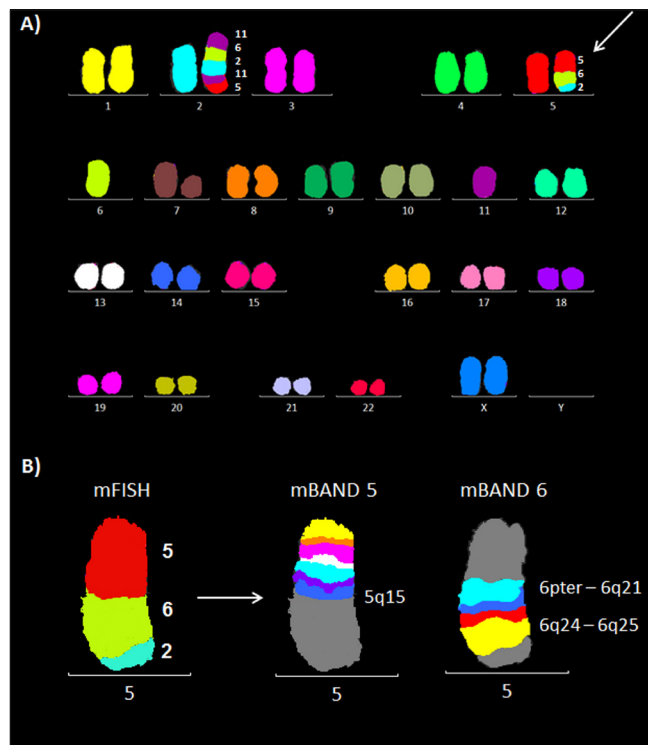 A)
11
6
2
11
5
5
6
2
1 2 3 4 5
6 7 8 9 10 11 12
13 14 15 16 17 18
19 20 21 22 X Y
B)
mFISH mBAND 5 mBAND 6
5
6
2
5q15
6pter – 6q21
6q24 – 6q25
5 5 5